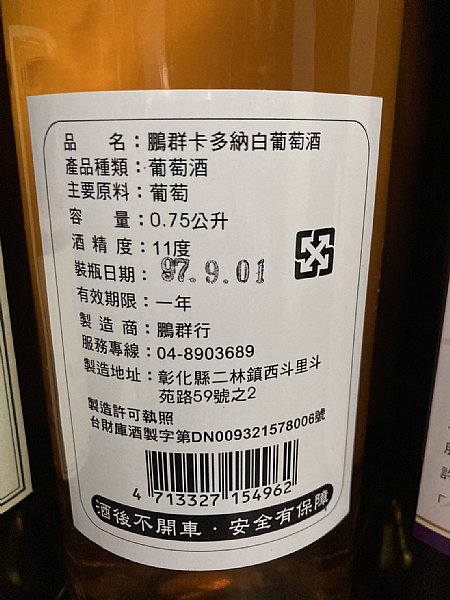 品 名：鵬群卡多納白葡萄酒
產品種類：葡萄酒
主要原料：葡萄
容 量：0.75公升
酒 精 度：11度
裝瓶日期：97.9.01
有效期限：一年
製 造 商：鵬群行
服務專線：04-8903689
製造地址：彰化縣二林鎮西斗里斗
苑路59號之2
製造許可執照
台財庫酒製字第DN009321578006號
4 713327 154962
酒後不開車・安全有保障